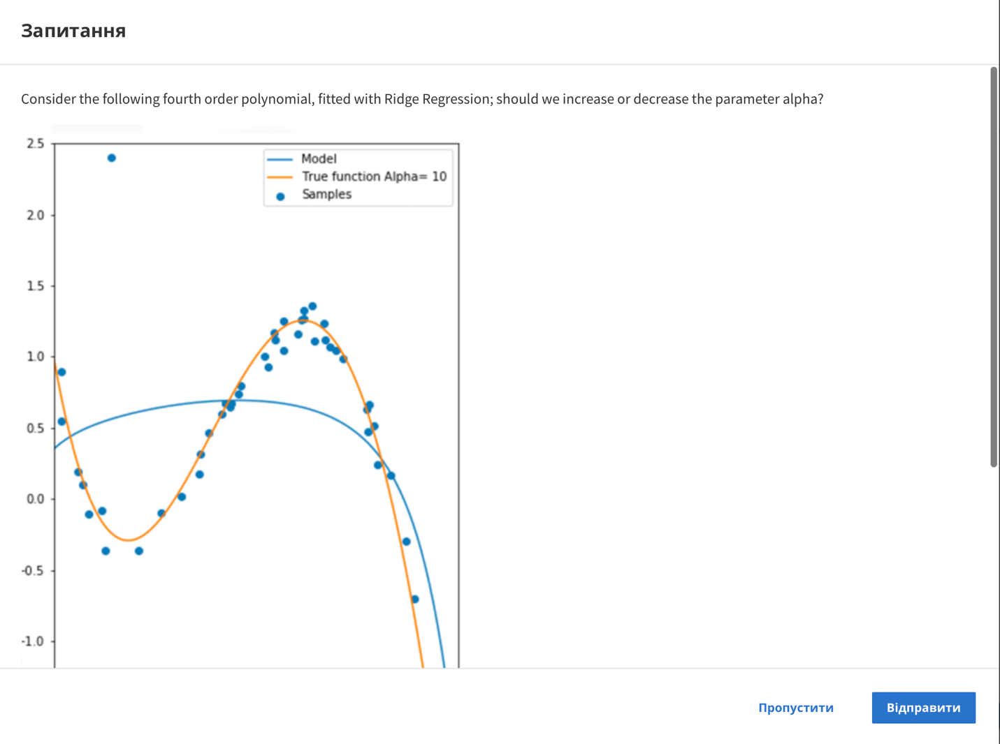 Запитання
Consider the following fourth order polynomial, fitted with Ridge Regression; should we increase or decrease the parameter alpha?
2.5
Model
True function Alpha= 10
Samples
2.0
1.5
1.0
0.5
0.0
-0.5
-1.0
Пропустити
Відправити